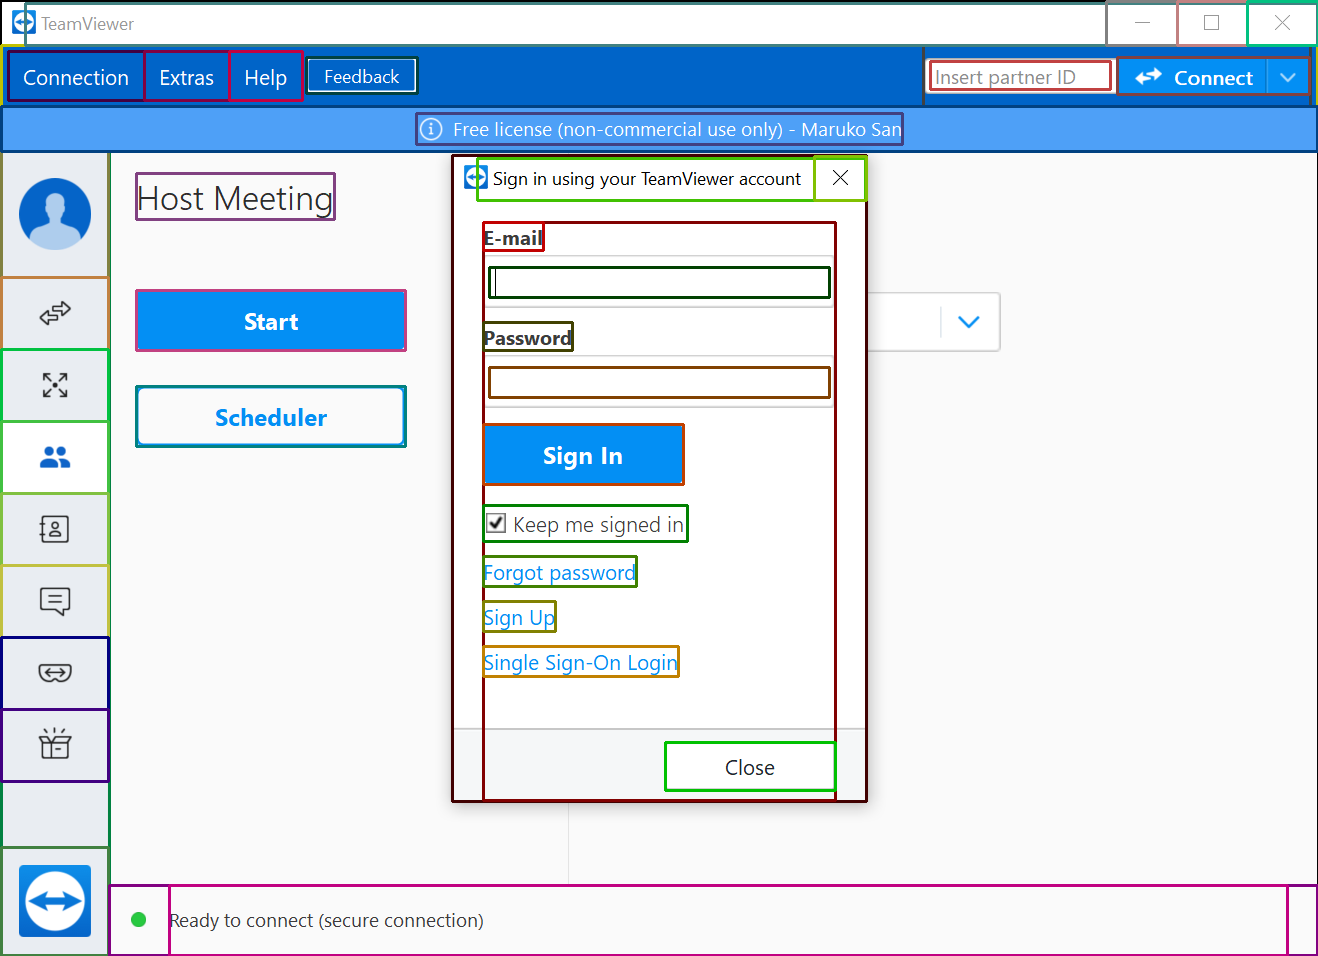 TeamViewer
Connection Extras Help Feedback Insert partner ID Connect
Free license (non-commercial use only) - Maruko San
Host Meeting
Start
Scheduler
Sign in using your TeamViewer account
E-mail
Password
Sign In
Keep me signed in
Forgot password
Sign Up
Single Sign-On Login
Close
Ready to connect (secure connection)